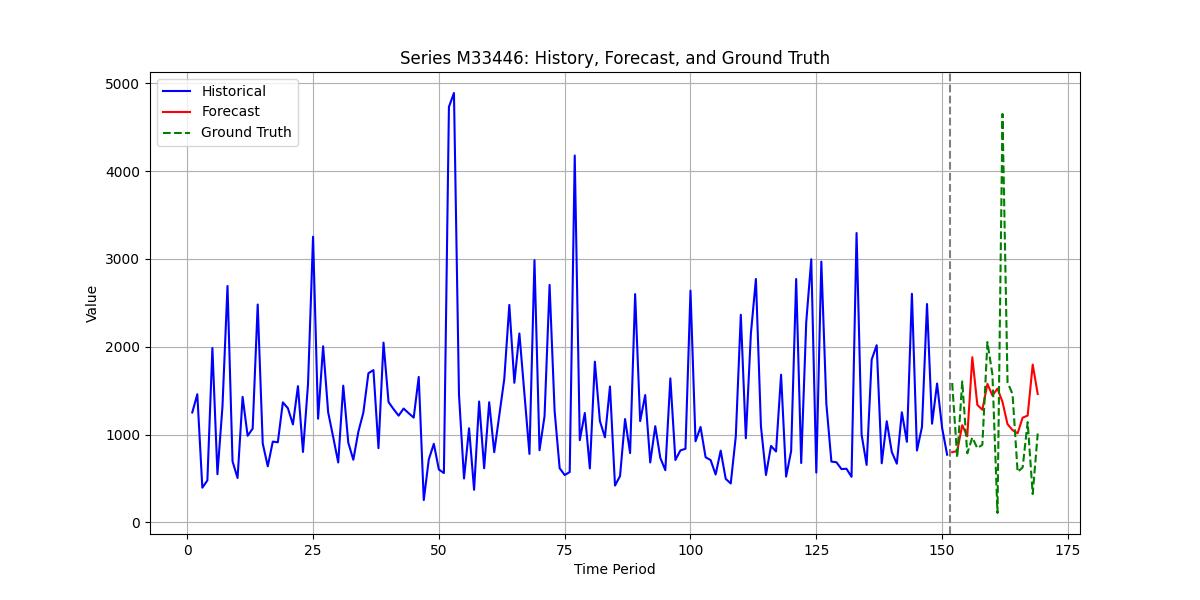 Series M33446: History, Forecast, and Ground Truth
Historical
Forecast
Ground Truth
Value
5000
4000
3000
2000
1000
0
0 25 50 75 100 125 150 175
Time Period